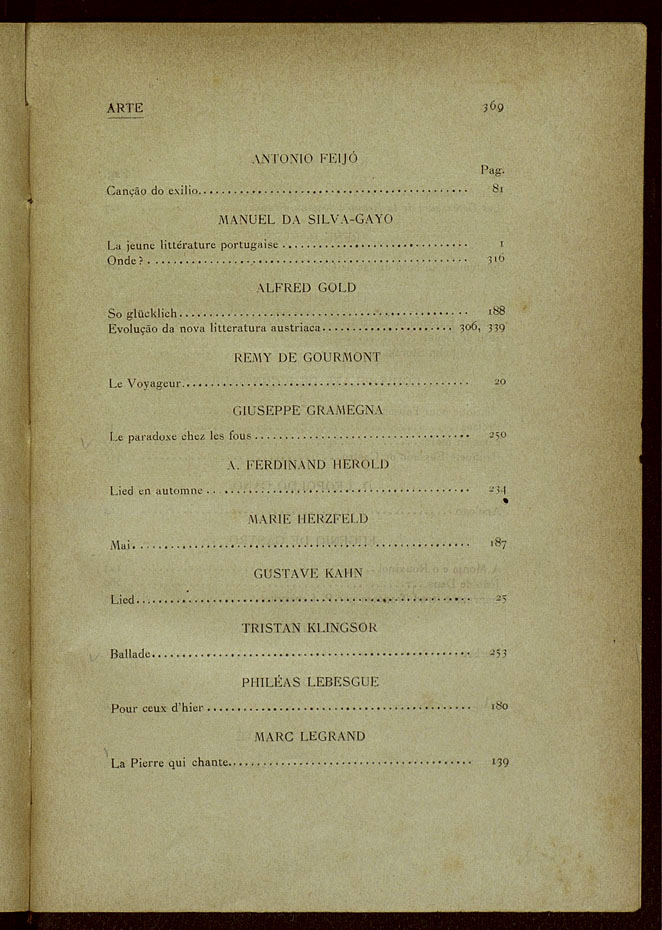 ARTE 369
ANTONIO FEIJÓ
Pag.
Canção do exilio........................................... 81
MANUEL DA SILVA-GAYO
La jeune littérature portugaise ............................ 1
Onde? ................................................ 316
ALFRED GOLD
So glücklich............................................. 188
Evolução da nova litteratura austriaca..................... 306, 339
REMY DE GOURMONT
Le Voyageur............................................ 20
GIUSEPPE GRAMEGNA
Le paradoxe chez les fous ................................. 250
A. FERDINAND HEROLD
Lied en automne ........................................ 234
MARIE HERZFELD
Mai................................................... 187
GUSTAVE KAHN
Lied................................................... 25
TRISTAN KLINGSOR
Ballade................................................ 253
PHILÉAS LEBESGUE
Pour ceux d'hier ........................................ 180
MARC LEGRAND
La Pierre qui chante..................................... 139